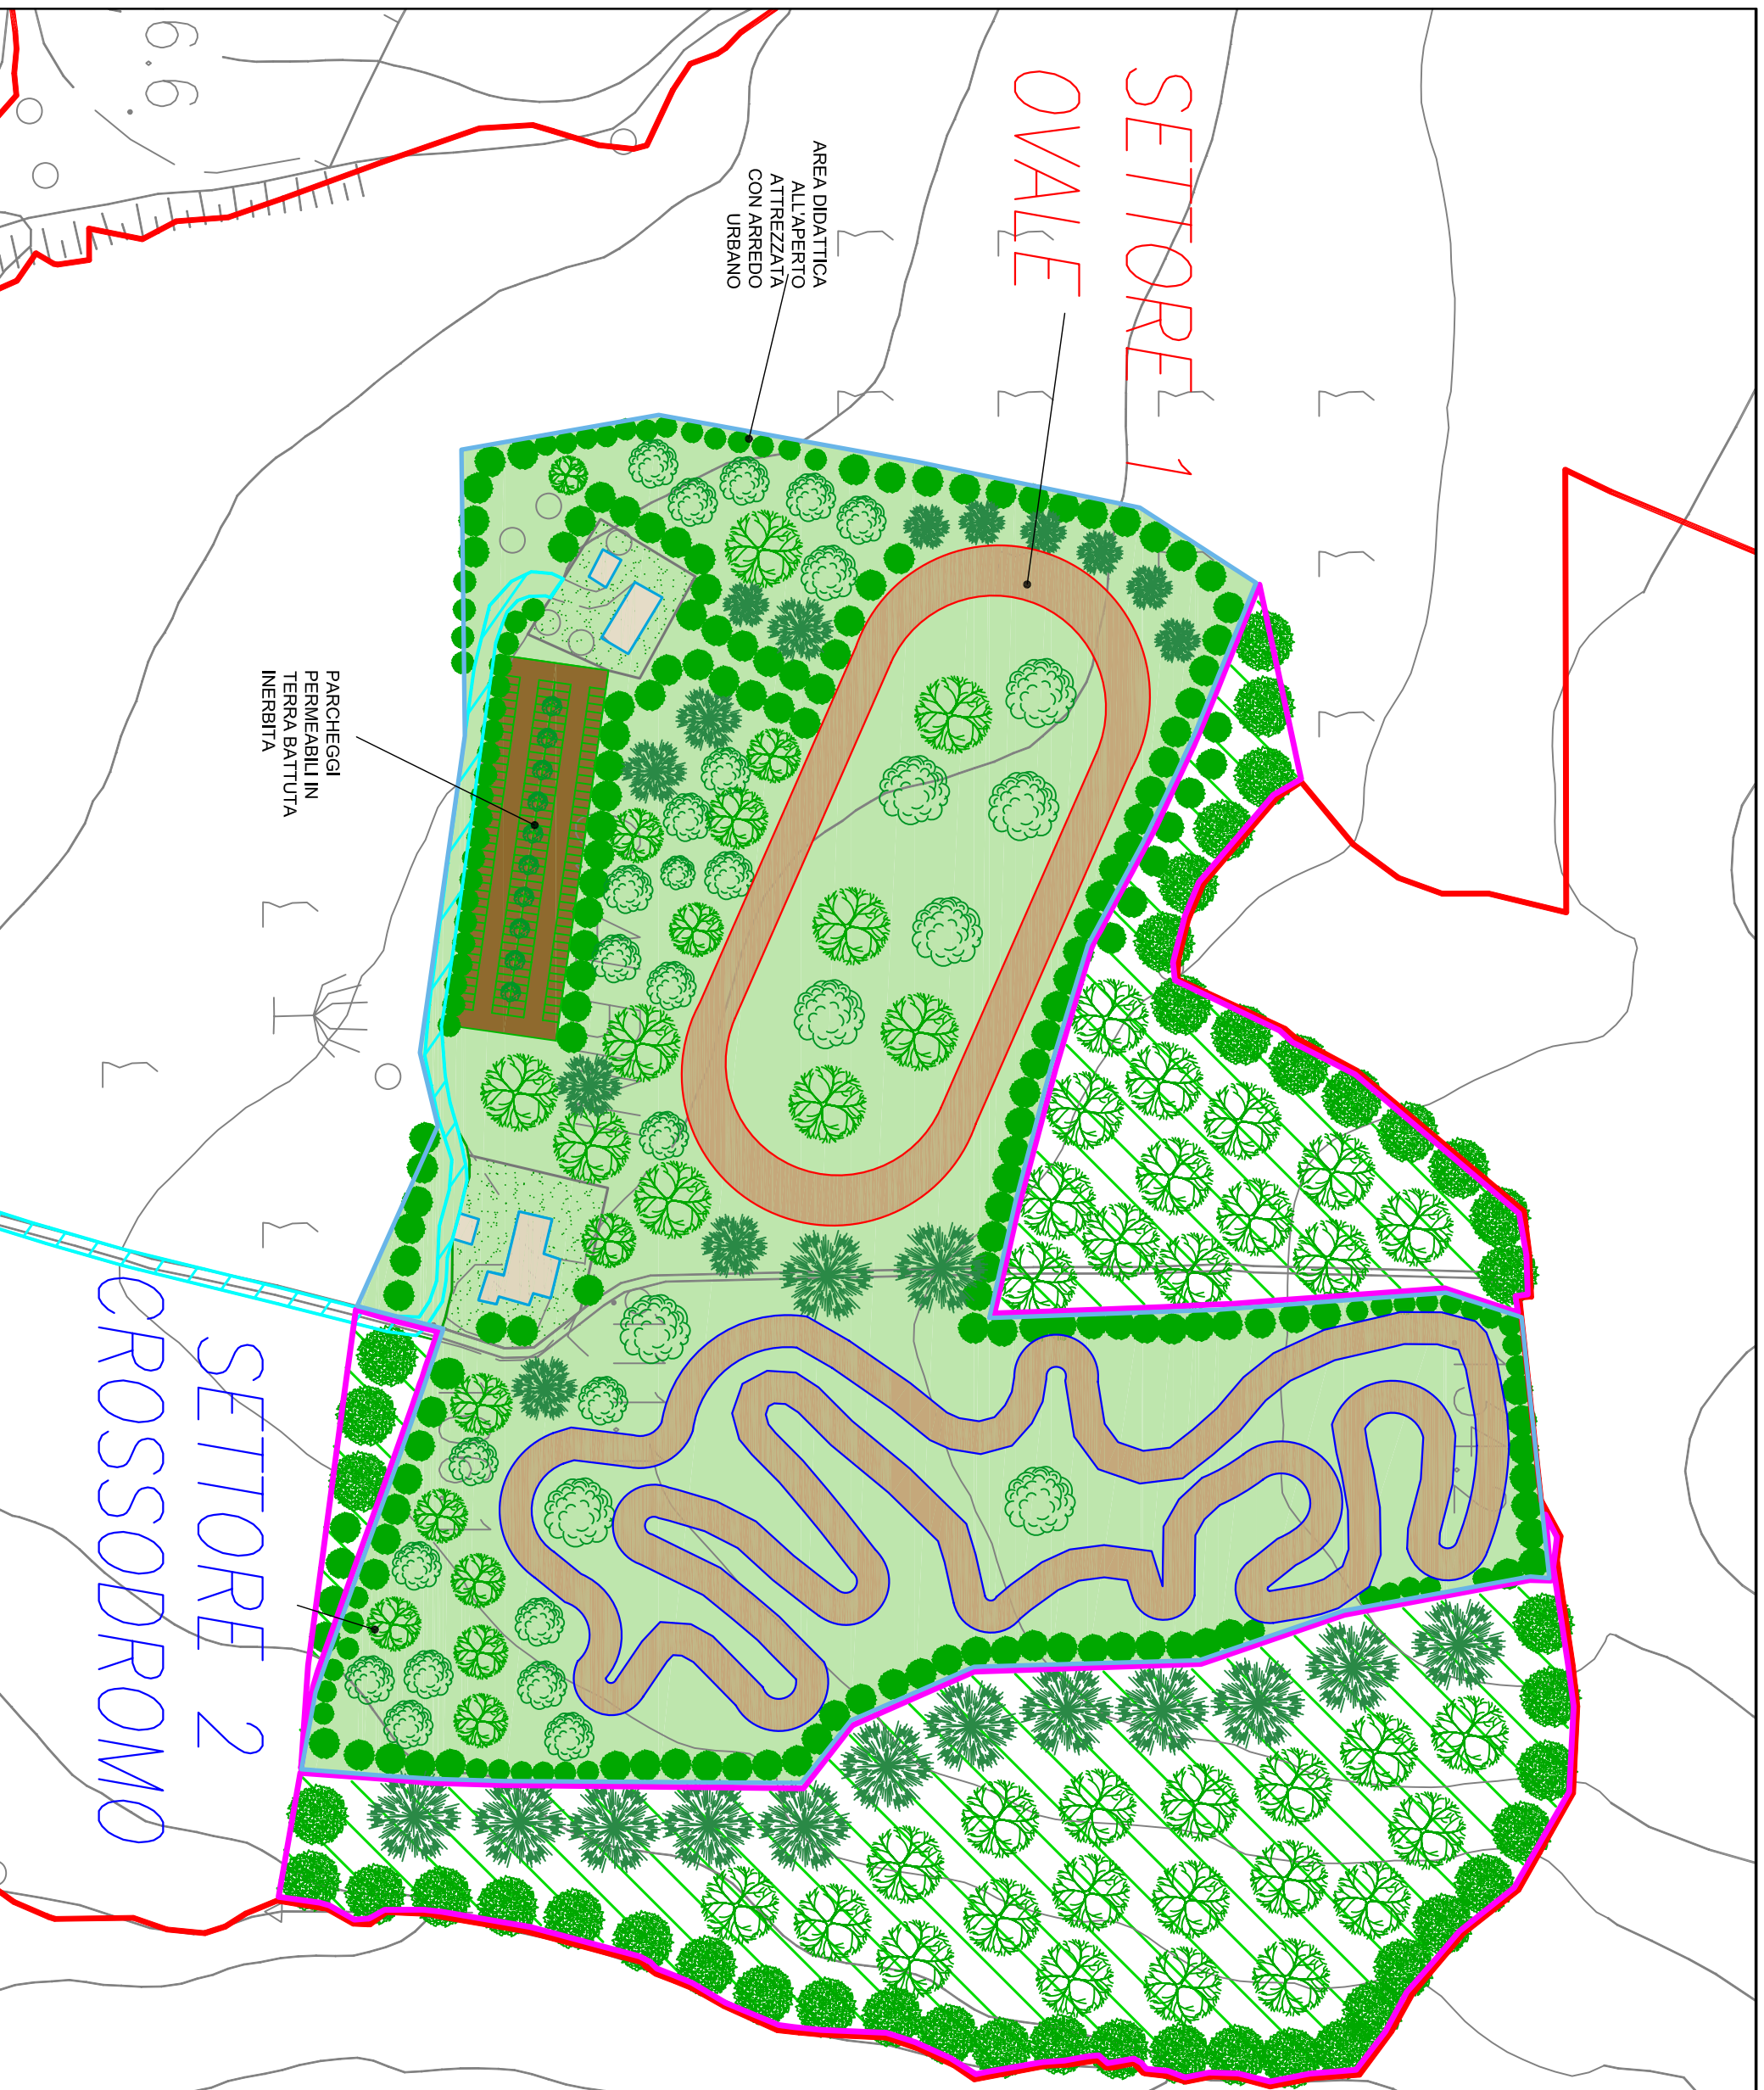 SETTORE 1
OVALE
AREA DIDATTICA
ALL'APERTO
ATTREZZATA
CON ARREDO
URBANO
PARCHEGGI
PERMEABILI IN
TERRA BATTUTA
INERBITA
SETTORE 2
CROSSODROMO